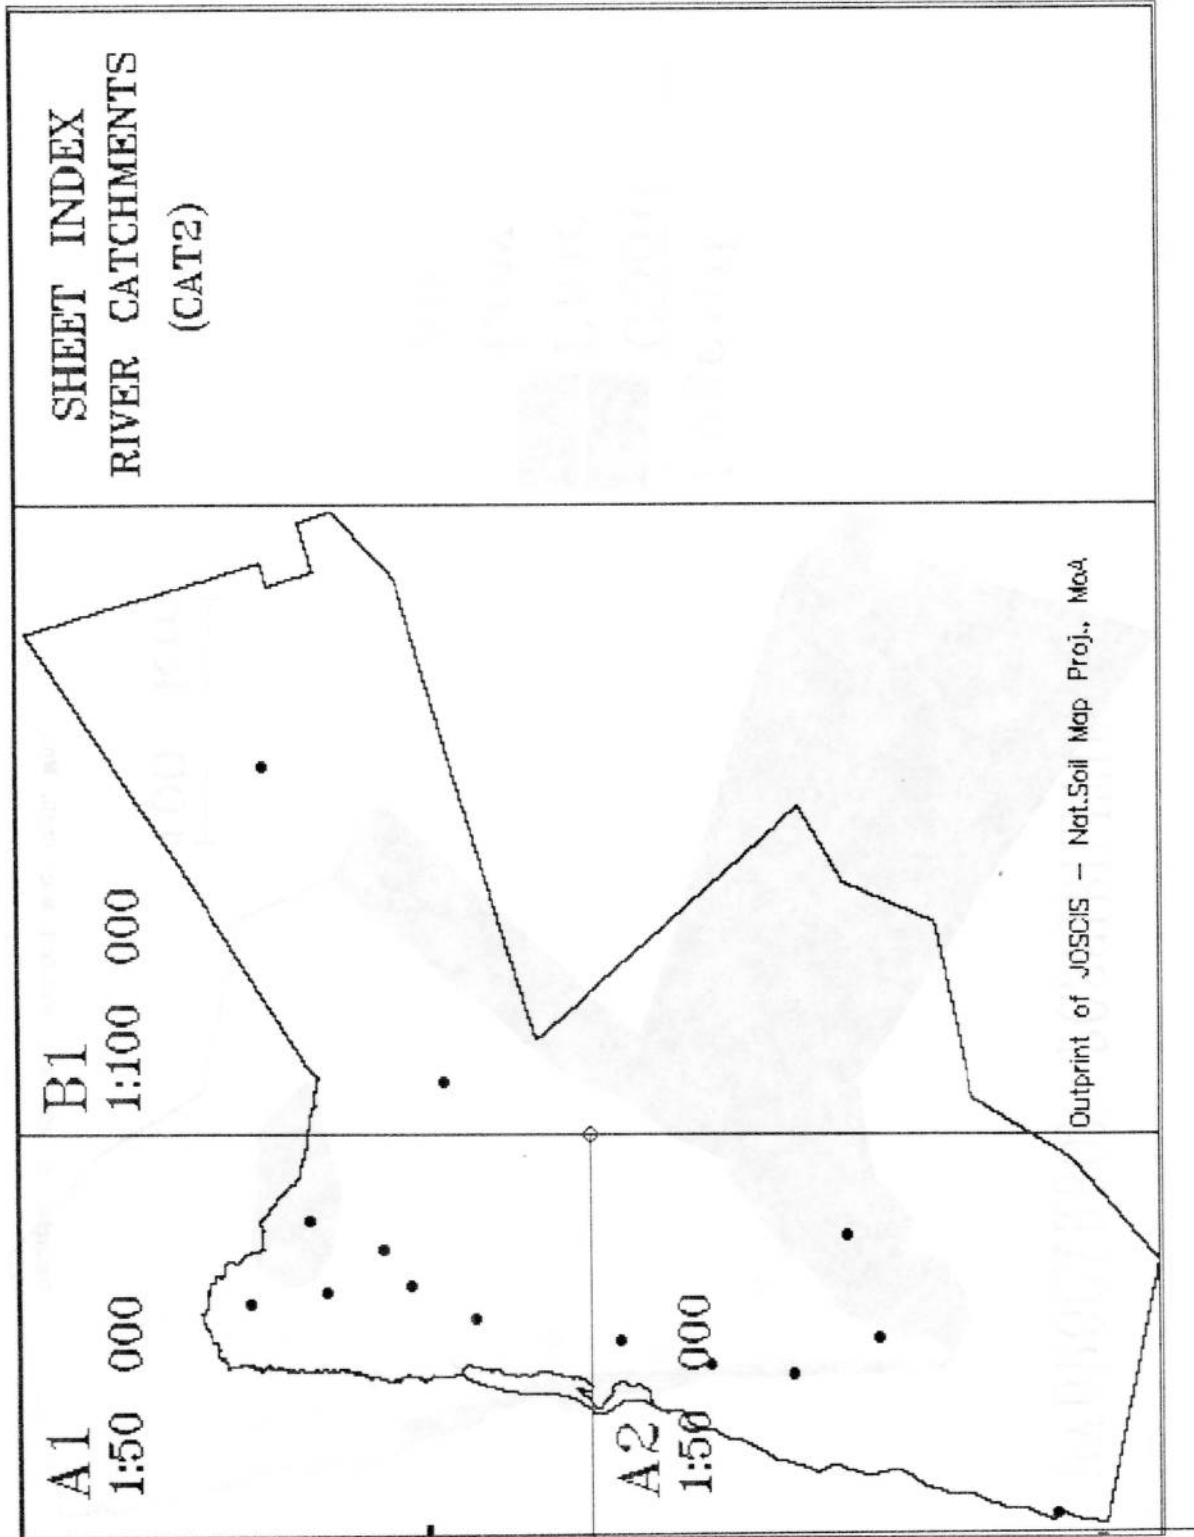 SHEET INDEX
RIVER CATCHMENTS
(CAT2)
B1
1:100 000
A1
1:50 000
A2
1:50 000
Outprint of JOSCIS – Nat.Soil Map Proj., MoA